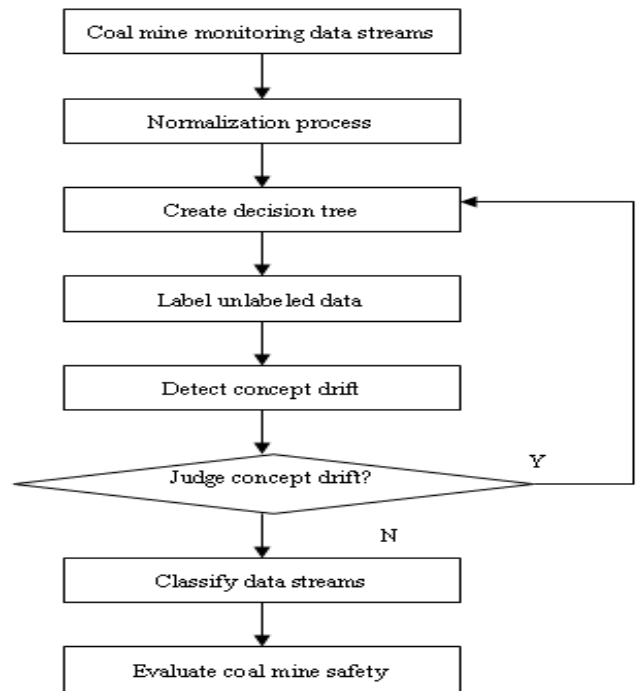 Coal mine monitoring data streams
Normalization process
Create decision tree
Label unlabeled data
Detect concept drift
Judge concept drift?
Y
N
Classify data streams
Evaluate coal mine safety